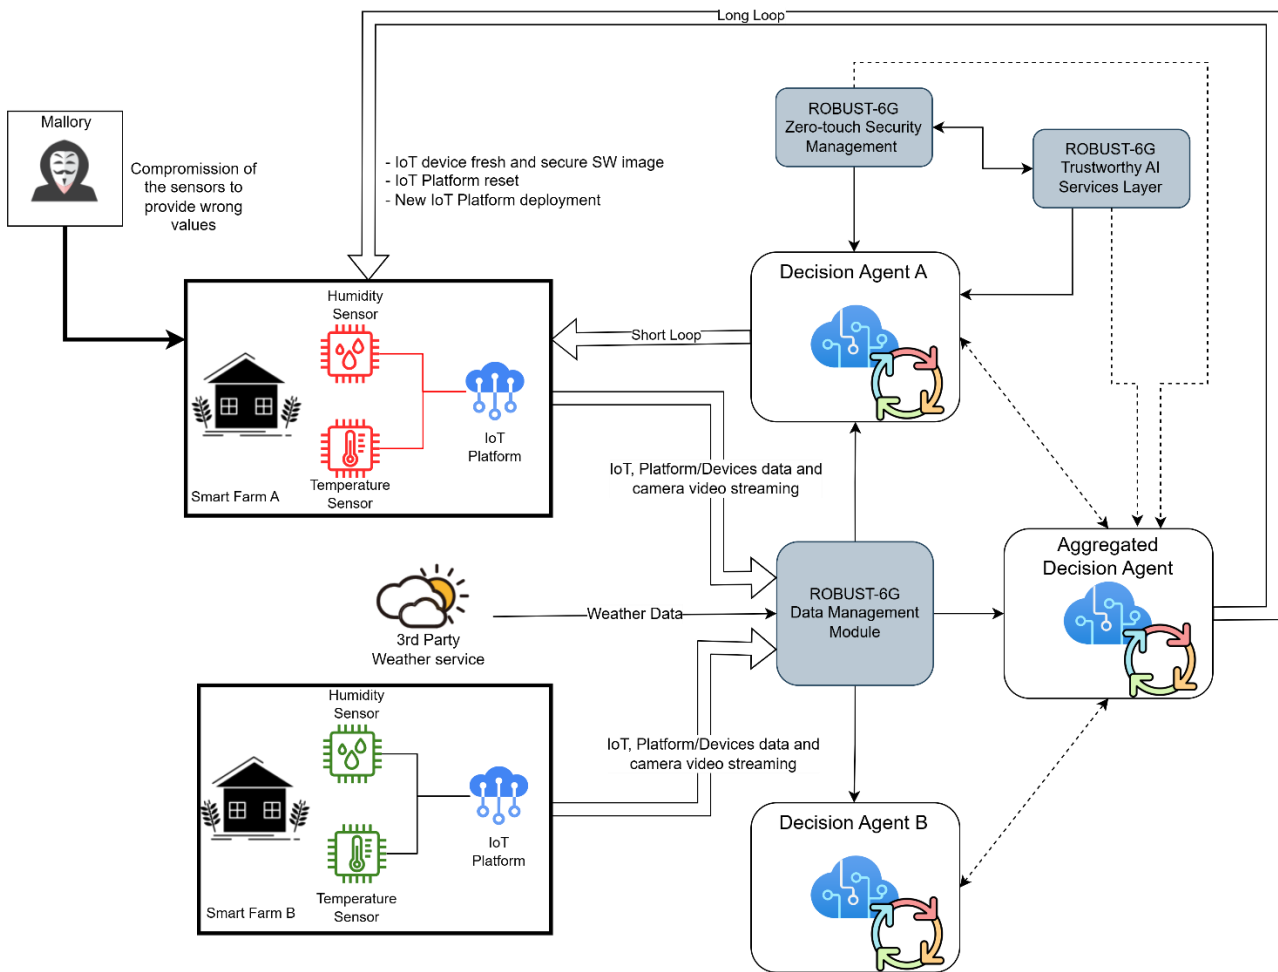 Long Loop
Mallory
Compromission of
the sensors to
provide wrong
values
- IoT device fresh and secure SW image
- IoT Platform reset
- New IoT Platform deployment
ROBUST-6G
Zero-touch Security
Management
ROBUST-6G
Trustworthy AI
Services Layer
Humidity
Sensor
IoT
Platform
Temperature
Sensor
Smart Farm A
Short Loop
Decision Agent A
IoT, Platform/Devices data and
camera video streaming
3rd Party
Weather service
Weather Data
ROBUST-6G
Data Management
Module
Aggregated
Decision Agent
Humidity
Sensor
IoT
Platform
Temperature
Sensor
Smart Farm B
IoT, Platform/Devices data and
camera video streaming
Decision Agent B